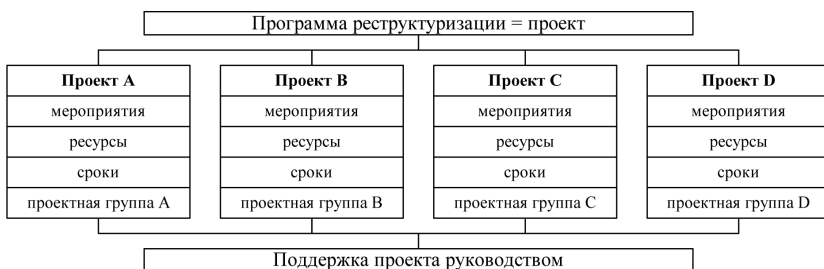 Программа реструктуризации = проект
Проект A
мероприятия
ресурсы
сроки
проектная группа A
Проект B
мероприятия
ресурсы
сроки
проектная группа B
Проект C
мероприятия
ресурсы
сроки
проектная группа C
Проект D
мероприятия
ресурсы
сроки
проектная группа D
Поддержка проекта руководством